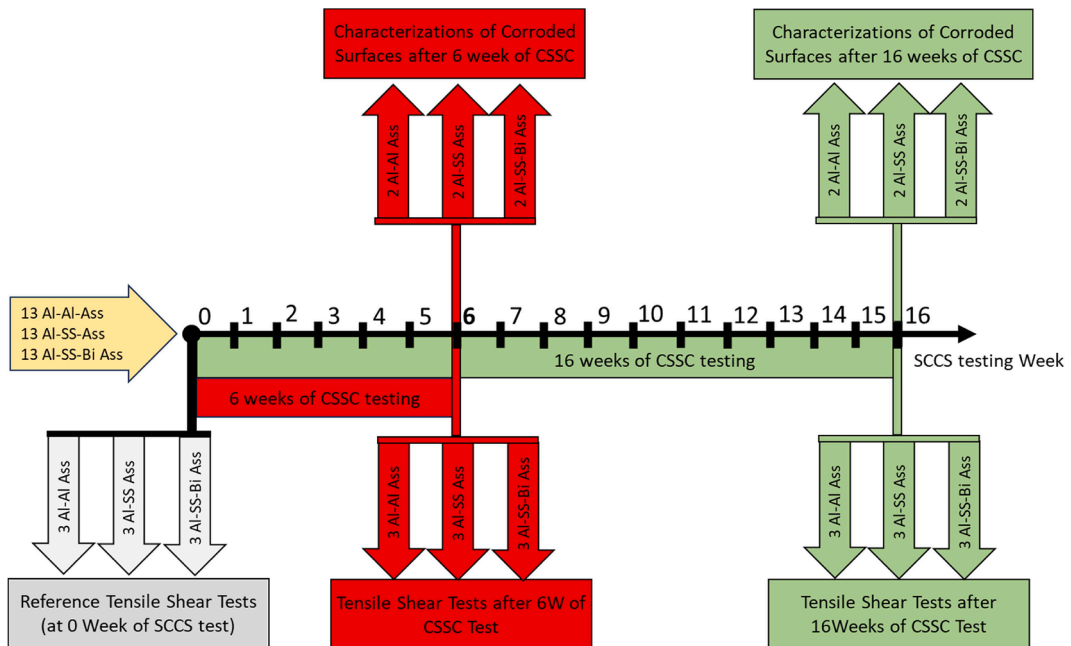 Characterizations of Corroded
Surfaces after 6 week of CSSC
Characterizations of Corroded
Surfaces after 16 weeks of CSSC
2 Al-Al Ass
2 Al-SS Ass
2 Al-SS-Bi Ass
2 Al-Al Ass
2 Al-SS Ass
2 Al-SS-Bi Ass
13 Al-Al-Ass
13 Al-SS-Ass
13 Al-SS-Bi Ass
0 1 2 3 4 5 6 7 8 9 10 11 12 13 14 15 16
16 weeks of CSSC testing
SCCS testing Week
6 weeks of CSSC testing
3 Al-Al Ass
3 Al-SS Ass
3 Al-SS-Bi Ass
3 Al-Al Ass
3 Al-SS Ass
3 Al-SS-Bi Ass
3 Al-Al Ass
3 Al-SS Ass
3 Al-SS-Bi Ass
Reference Tensile Shear Tests
(at 0 Week of SCCS test)
Tensile Shear Tests after 6W of
CSSC Test
Tensile Shear Tests after
16Weeks of CSSC Test